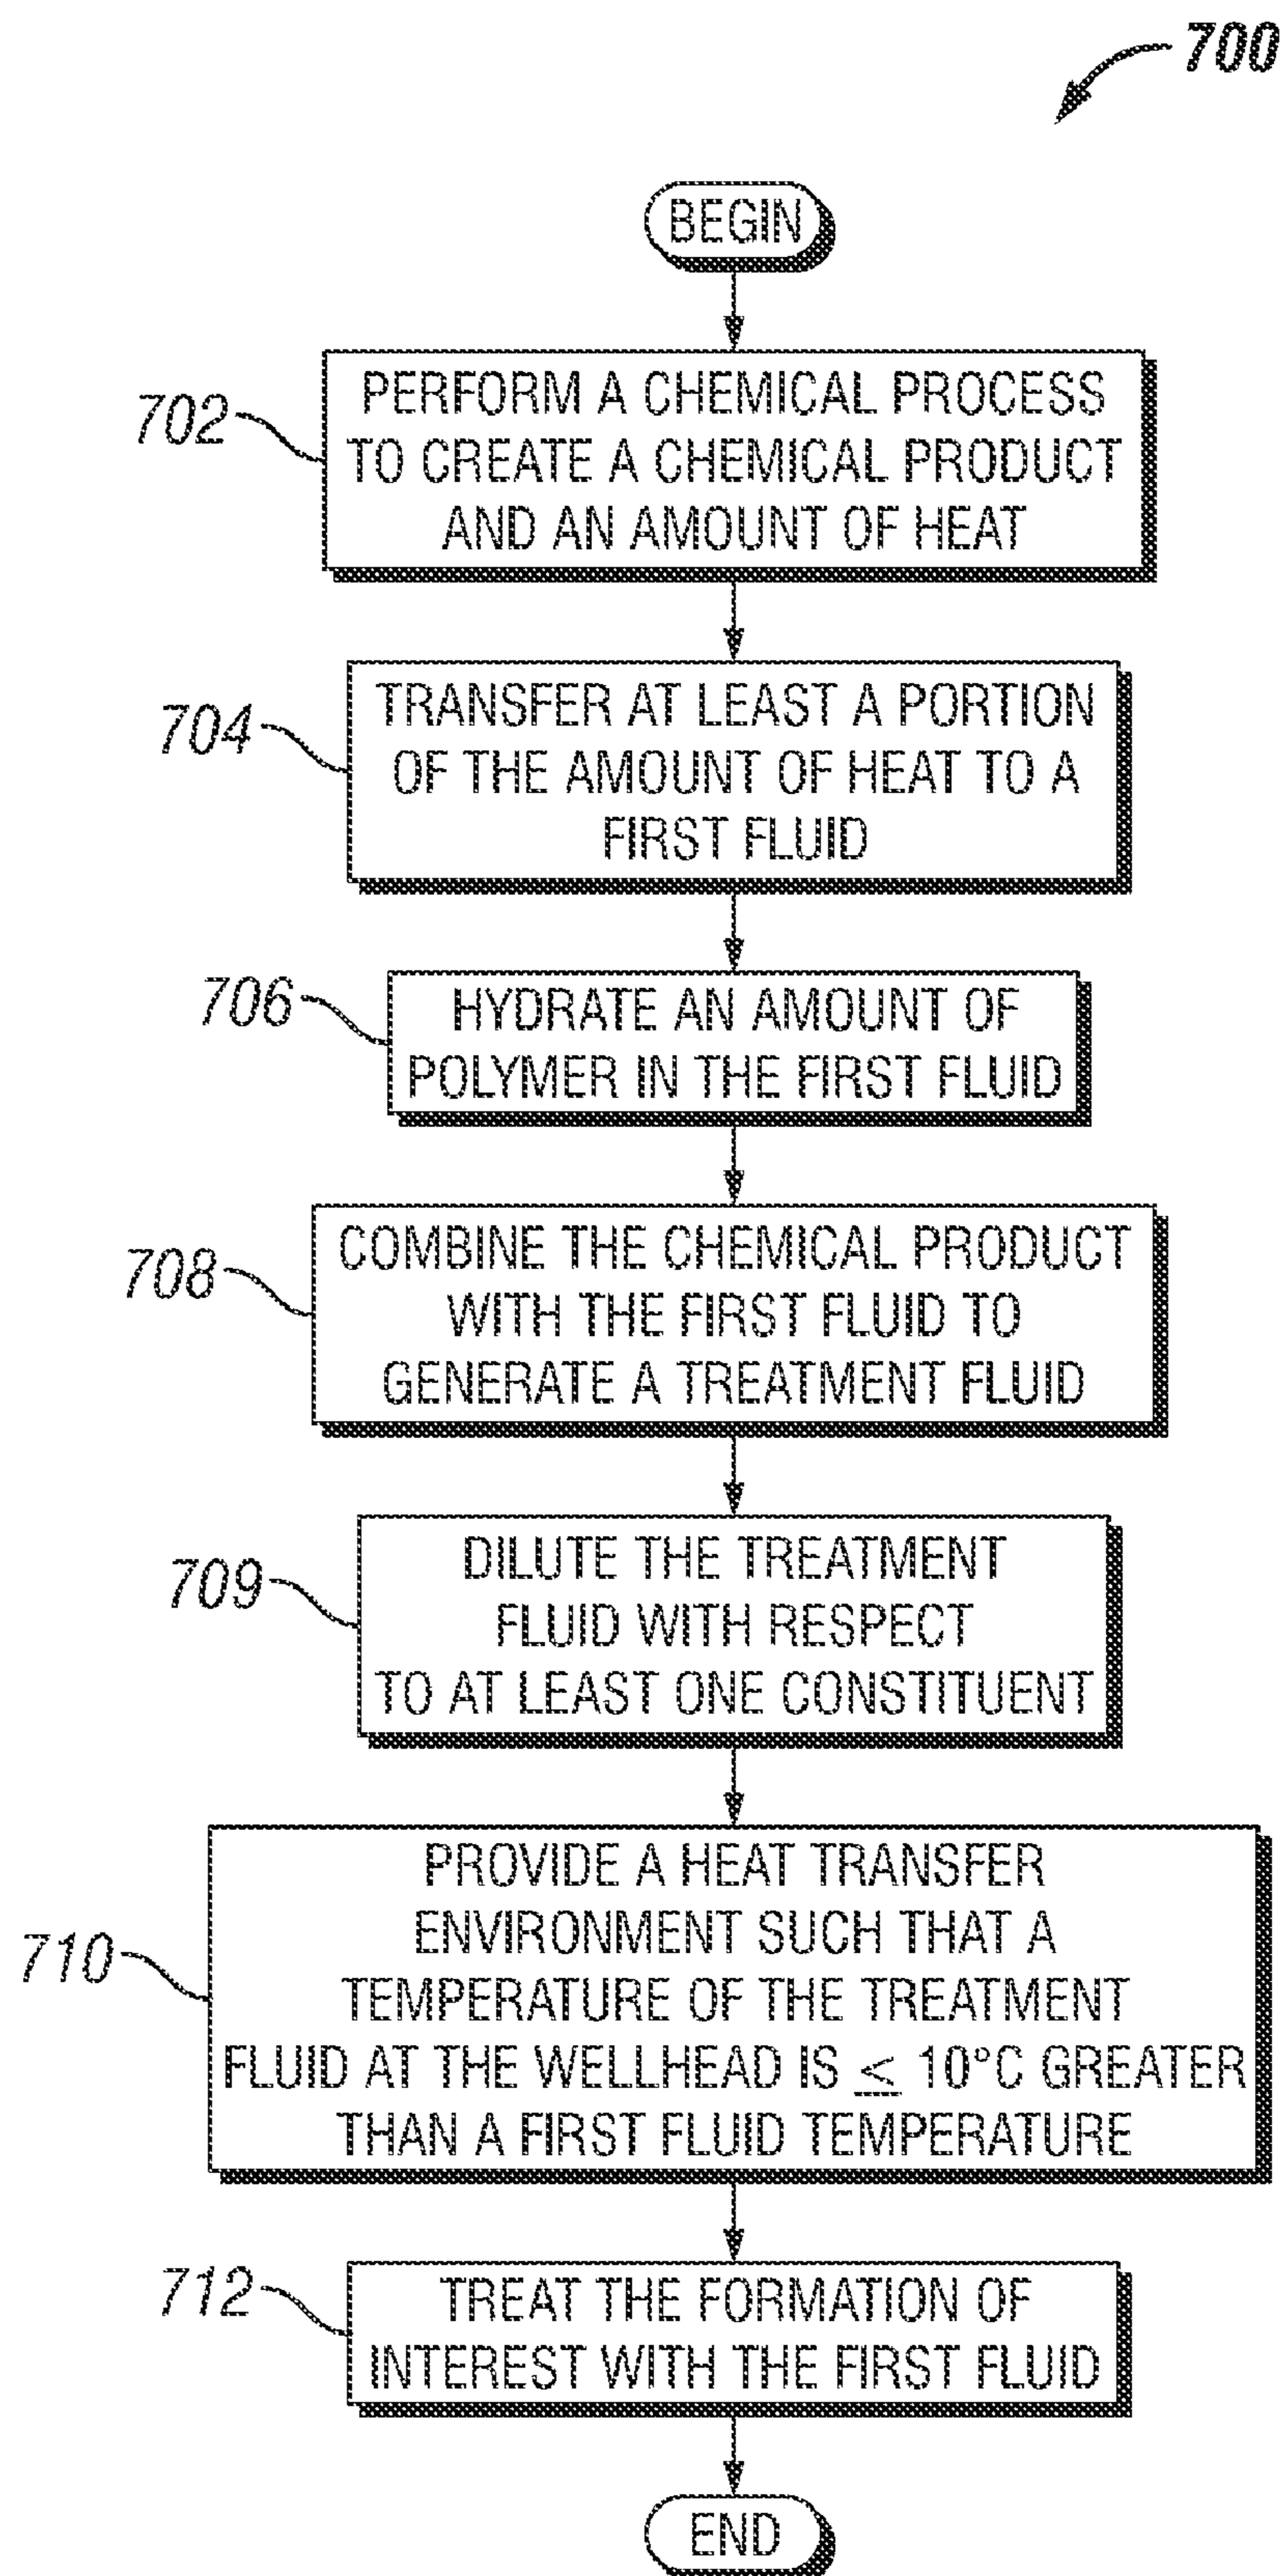 700
BEGIN
702
PERFORM A CHEMICAL PROCESS
TO CREATE A CHEMICAL PRODUCT
AND AN AMOUNT OF HEAT
704
TRANSFER AT LEAST A PORTION
OF THE AMOUNT OF HEAT TO A
FIRST FLUID
706
HYDRATE AN AMOUNT OF
POLYMER IN THE FIRST FLUID
708
COMBINE THE CHEMICAL PRODUCT
WITH THE FIRST FLUID TO
GENERATE A TREATMENT FLUID
709
DILUTE THE TREATMENT
FLUID WITH RESPECT
TO AT LEAST ONE CONSTITUENT
710
PROVIDE A HEAT TRANSFER
ENVIRONMENT SUCH THAT A
TEMPERATURE OF THE TREATMENT
FLUID AT THE WELLHEAD IS ≤ 10°C GREATER
THAN A FIRST FLUID TEMPERATURE
712
TREAT THE FORMATION OF
INTEREST WITH THE FIRST FLUID
END